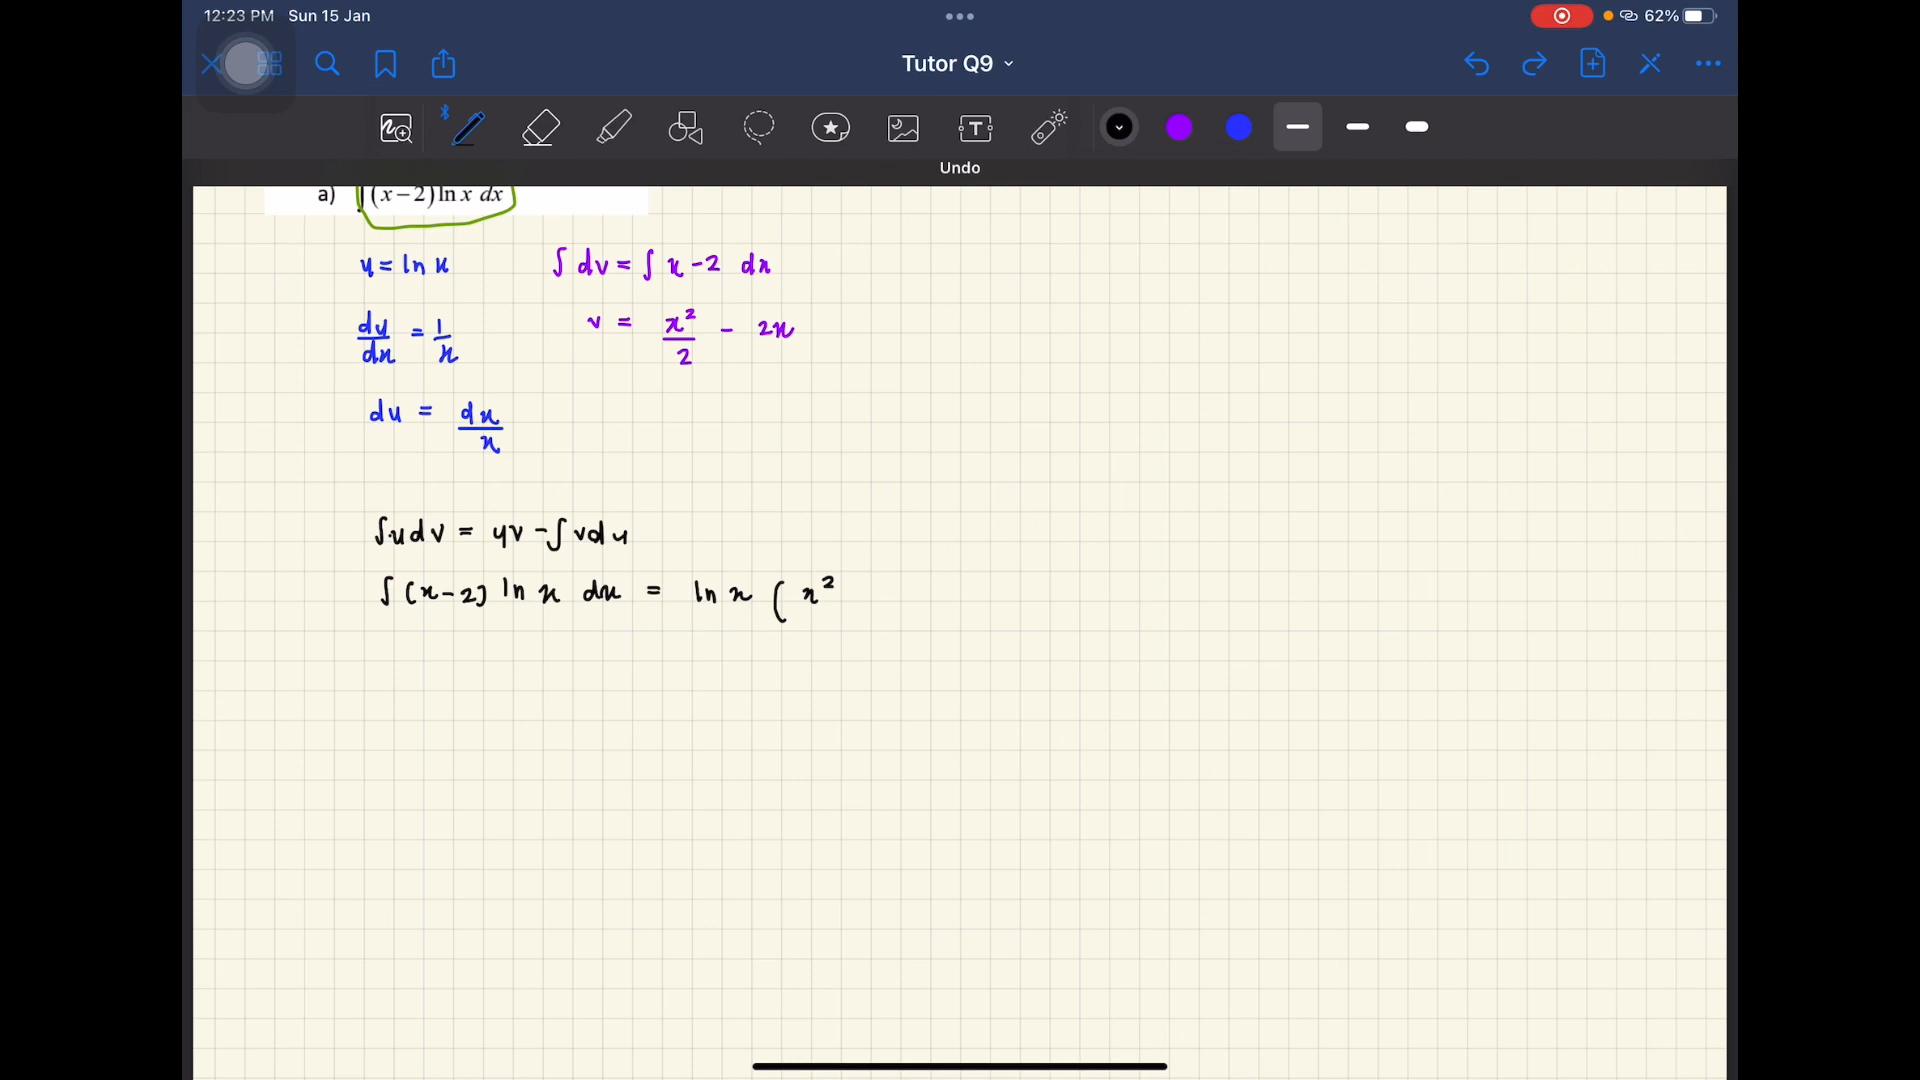 12:23 PM Sun 15 Jan
62%
Tutor Q9
Undo
a) ∫(x−2)ln x dx
u = ln x
∫ dv = ∫ x − 2 dx
du/dx = 1/x
v = x²/2 − 2x
du = dx/x
∫udv = uv − ∫vdu
∫(x−2) ln x dx = ln x ( x²